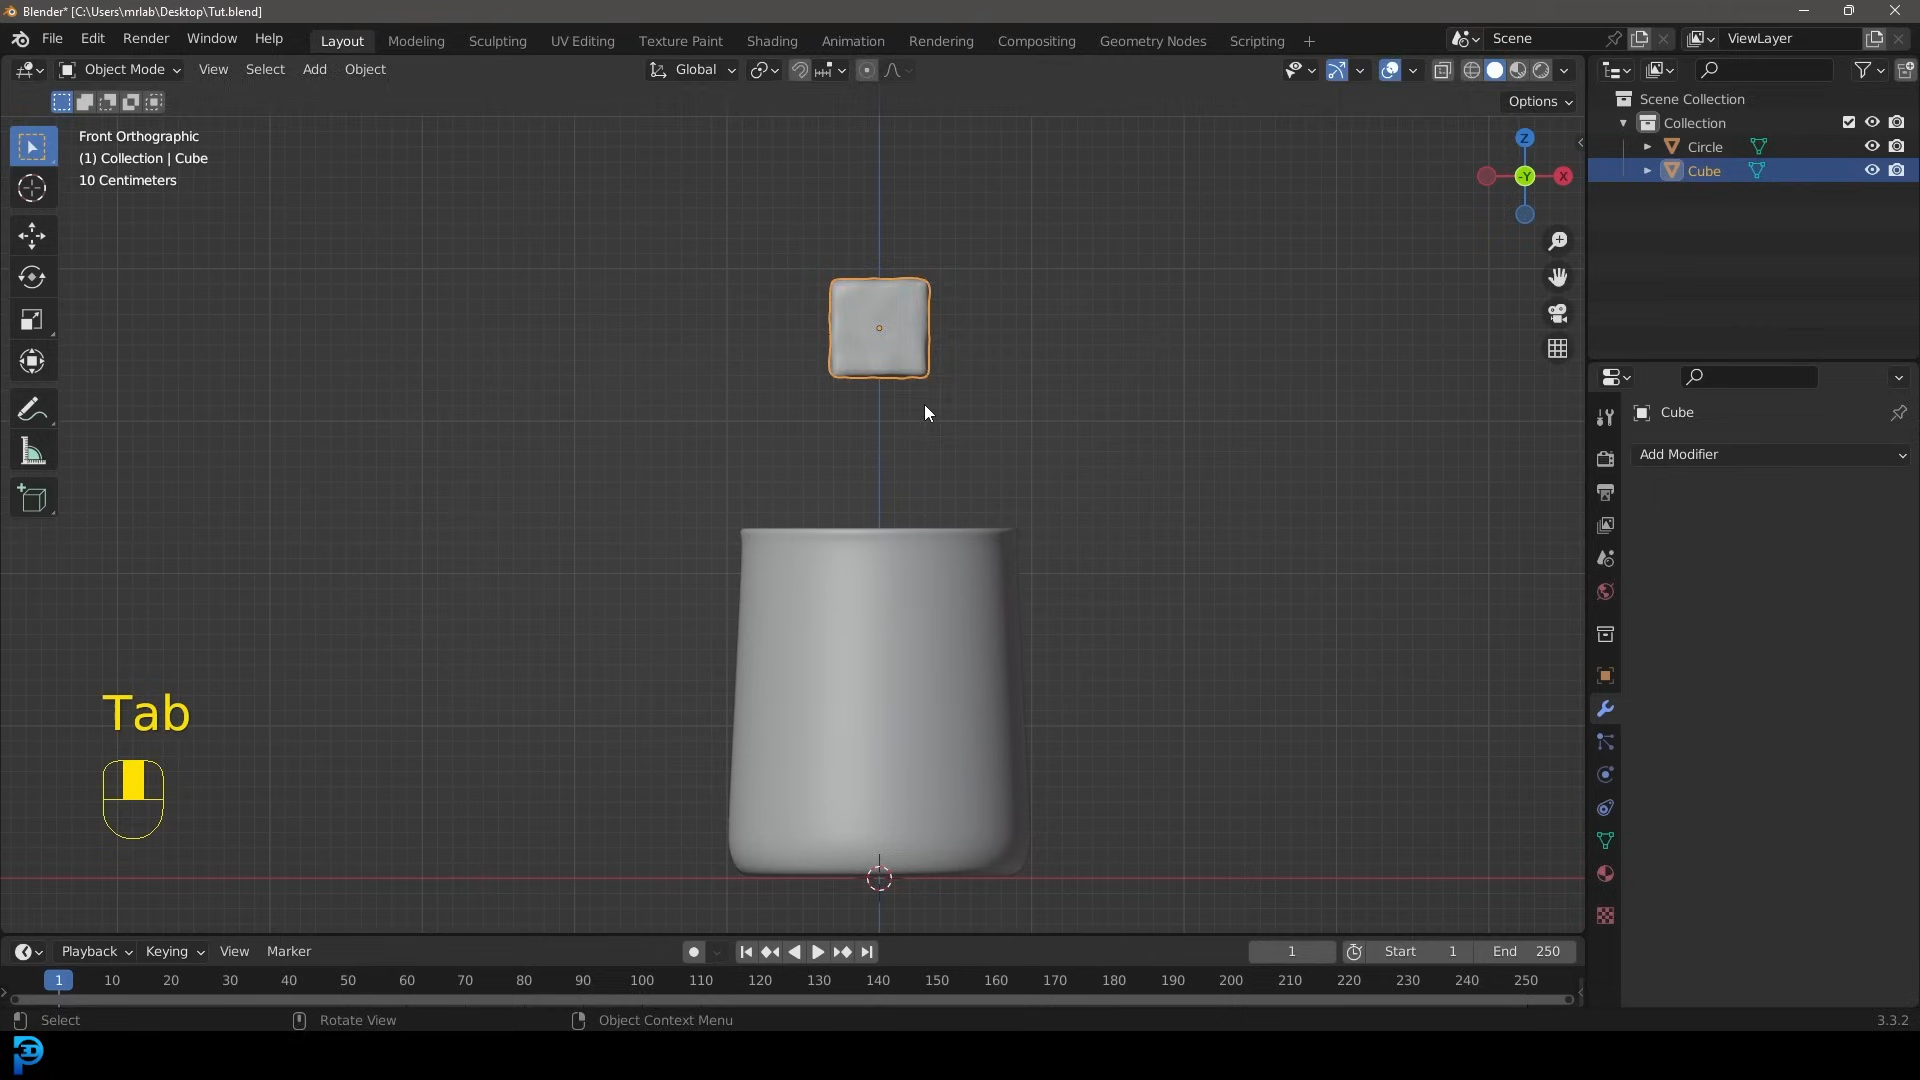 Blender* [C:\Users\mrlab\Desktop\Tut.blend]
File Edit Render Window Help Layout Modeling Sculpting UV Editing Texture Paint Shading Animation Rendering Compositing Geometry Nodes Scripting + Scene ViewLayer
Object Mode View Select Add Object Global
Options
Scene Collection
Collection
Circle
Cube
Front Orthographic
(1) Collection | Cube
10 Centimeters
Z
-Y X
Cube
Add Modifier
Tab
Playback Keying View Marker 1 Start 1 End 250
1 10 20 30 40 50 60 70 80 90 100 110 120 130 140 150 160 170 180 190 200 210 220 230 240 250
Select Rotate View Object Context Menu 3.3.2
3D